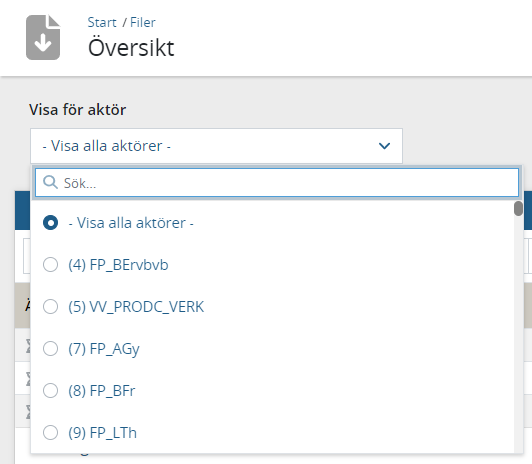 Start / Filer
Översikt
Visa för aktör
- Visa alla aktörer -
Sök...
- Visa alla aktörer -
(4) FP_BErvbvb
(5) VV_PRODC_VERK
(7) FP_AGy
(8) FP_BFr
(9) FP_LTh